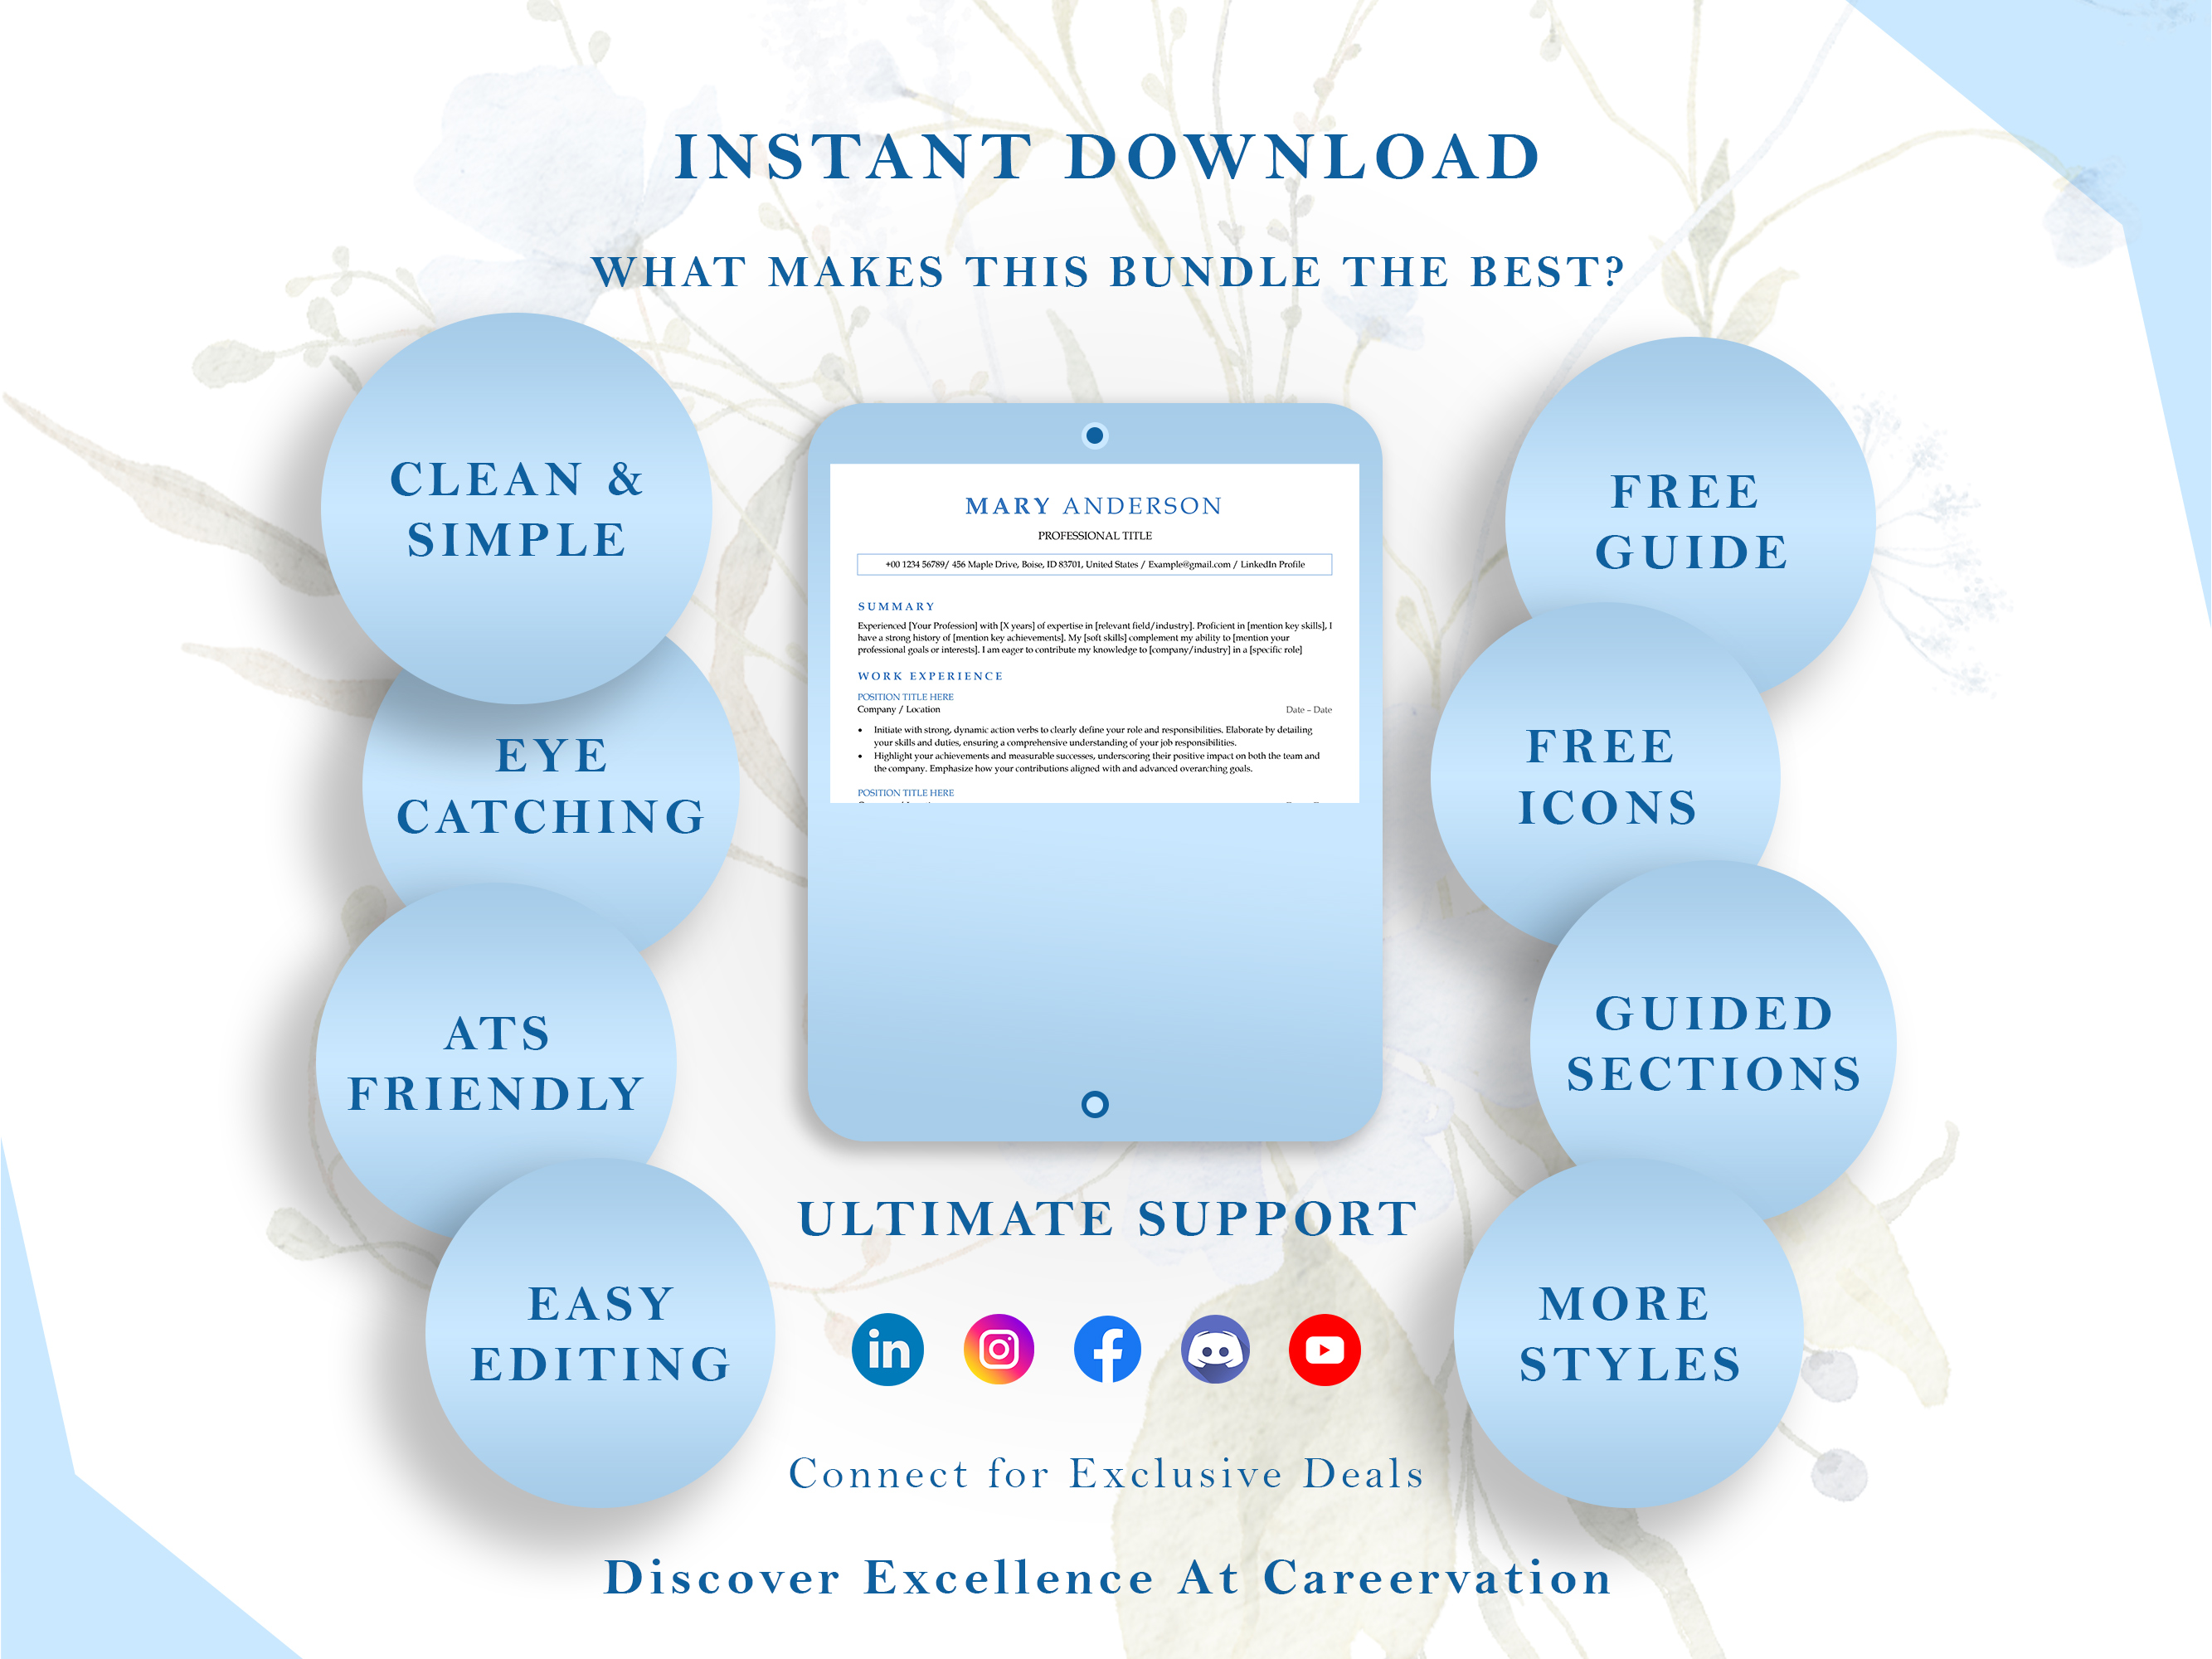 INSTANT DOWNLOAD
WHAT MAKES THIS BUNDLE THE BEST?
CLEAN &
SIMPLE
EYE
CATCHING
ATS
FRIENDLY
EASY
EDITING
MARY ANDERSON
PROFESSIONAL TITLE
+00 1234 56789/ 456 Maple Drive, Boise, ID 83701, United States / Example@gmail.com / LinkedIn Profile
SUMMARY
Experienced [Your Profession] with [X years] of expertise in [relevant field/industry]. Proficient in [mention key skills], I
have a strong history of [mention key achievements]. My [soft skills] complement my ability to [mention your
professional goals or interests]. I am eager to contribute my knowledge to [company/industry] in a [specific role]
WORK EXPERIENCE
POSITION TITLE HERE
Company / Location Date – Date
• Initiate with strong, dynamic action verbs to clearly define your role and responsibilities. Elaborate by detailing
your skills and duties, ensuring a comprehensive understanding of your job responsibilities.
• Highlight your achievements and measurable successes, underscoring their positive impact on both the team and
the company. Emphasize how your contributions aligned with and advanced overarching goals.
POSITION TITLE HERE
FREE
GUIDE
FREE
ICONS
GUIDED
SECTIONS
MORE
STYLES
ULTIMATE SUPPORT
in
Connect for Exclusive Deals
Discover Excellence At Careervation